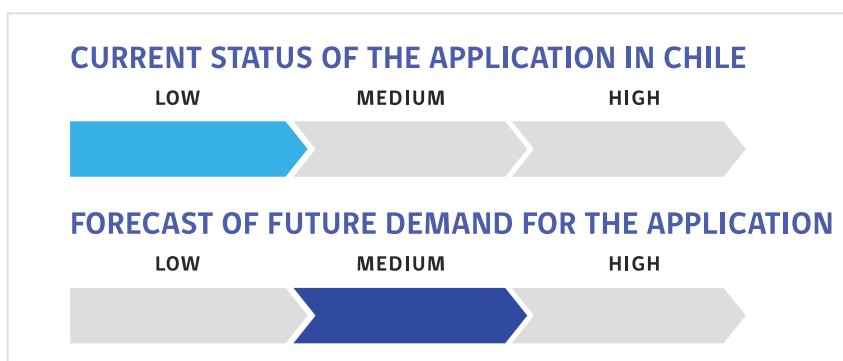 CURRENT STATUS OF THE APPLICATION IN CHILE
LOW MEDIUM HIGH
FORECAST OF FUTURE DEMAND FOR THE APPLICATION
LOW MEDIUM HIGH